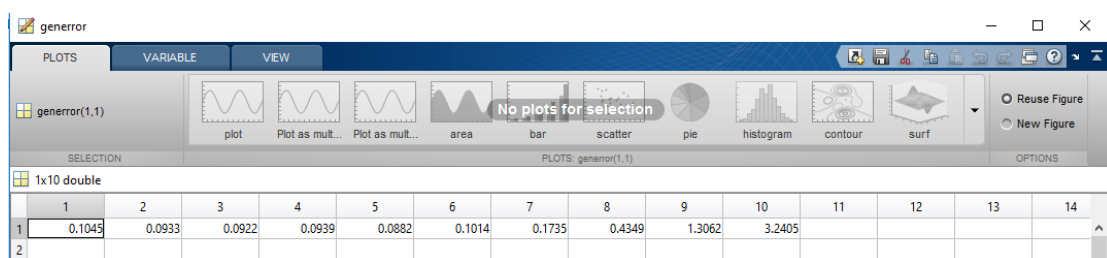 generror
PLOTS VARIABLE VIEW
generror(1,1)
No plots for selection
Reuse Figure
New Figure
plot Plot as mult... Plot as mult... area bar scatter pie histogram contour surf
SELECTION PLOTS: generror(1,1) OPTIONS
1x10 double
1 2 3 4 5 6 7 8 9 10 11 12 13 14
1 0.1045 0.0933 0.0922 0.0939 0.0882 0.1014 0.1735 0.4349 1.3062 3.2405
2